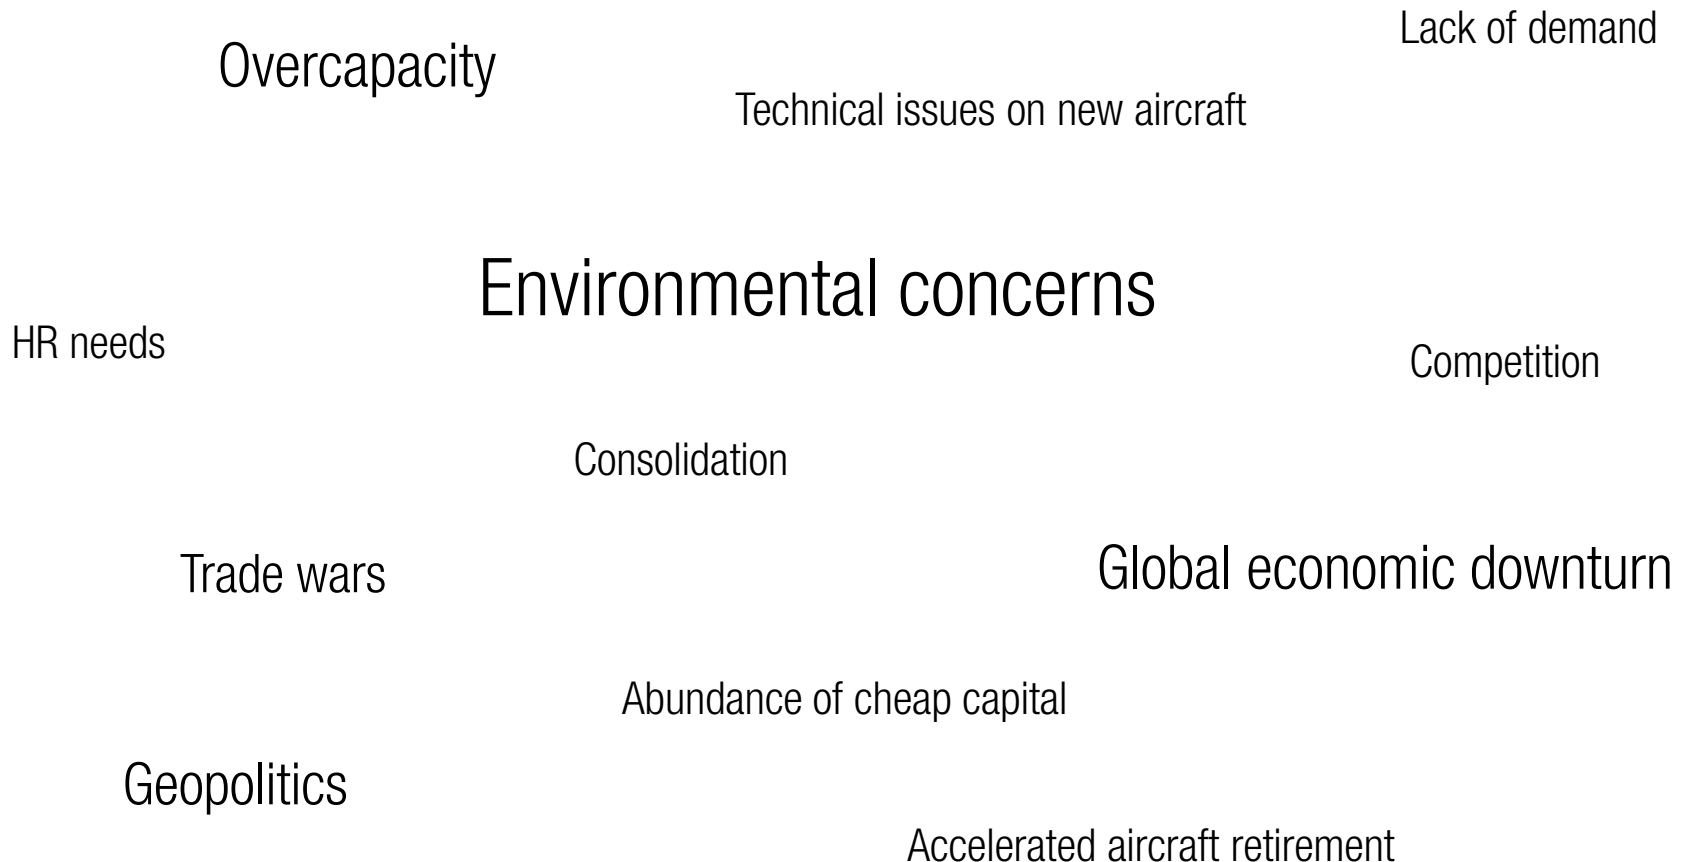 Lack of demand
Overcapacity
Technical issues on new aircraft
Environmental concerns
HR needs
Competition
Consolidation
Global economic downturn
Trade wars
Abundance of cheap capital
Geopolitics
Accelerated aircraft retirement